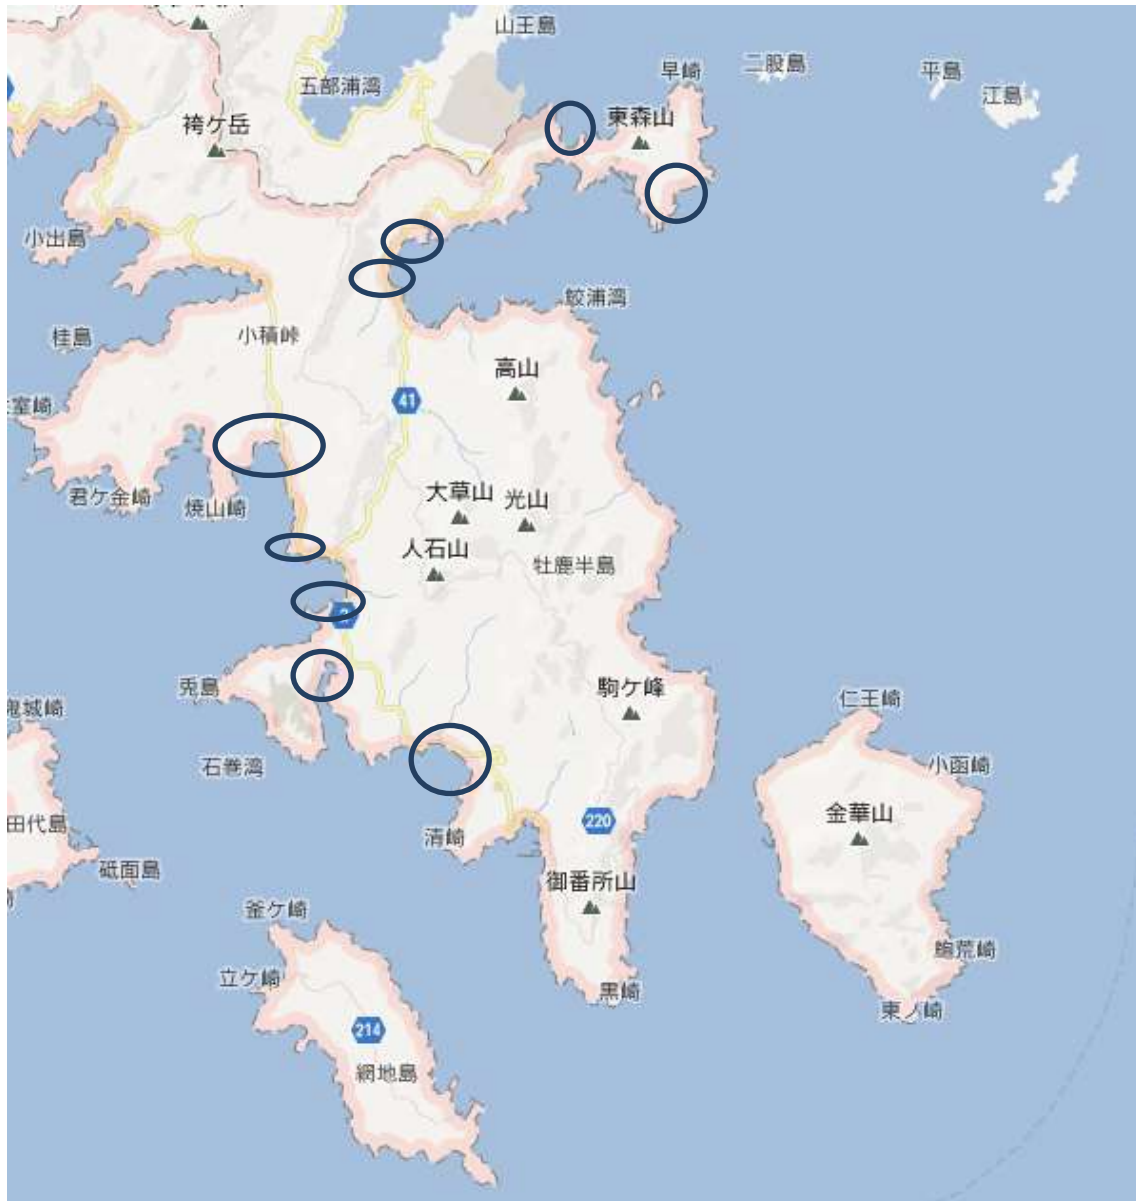 山王島
二股島
早崎
平島
五部浦湾
江島
東森山
袴ケ岳
小出島
鮫浦湾
小積峠
桂島
高山
41
室崎
大草山
君ケ金崎
光山
焼山崎
人石山
牡鹿半島
2
兎島
駒ケ峰
仁王崎
鬼城崎
石巻湾
小函崎
金華山
220
田代島
清崎
砥面島
御番所山
釜ケ崎
鮑荒崎
立ケ崎
黒崎
東ノ崎
214
網地島